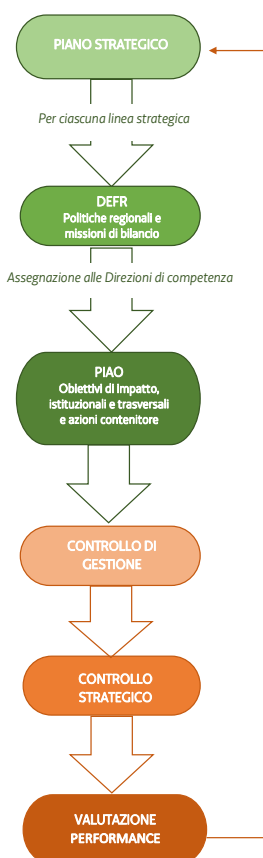 PIANO STRATEGICO
Per ciascuna linea strategica
DEFR
Politiche regionali e
missioni di bilancio
Assegnazione alle Direzioni di competenza
PIAO
Obiettivi di impatto,
istituzionali e trasversali
e azioni contenitore
CONTROLLO DI
GESTIONE
CONTROLLO
STRATEGICO
VALUTAZIONE
PERFORMANCE